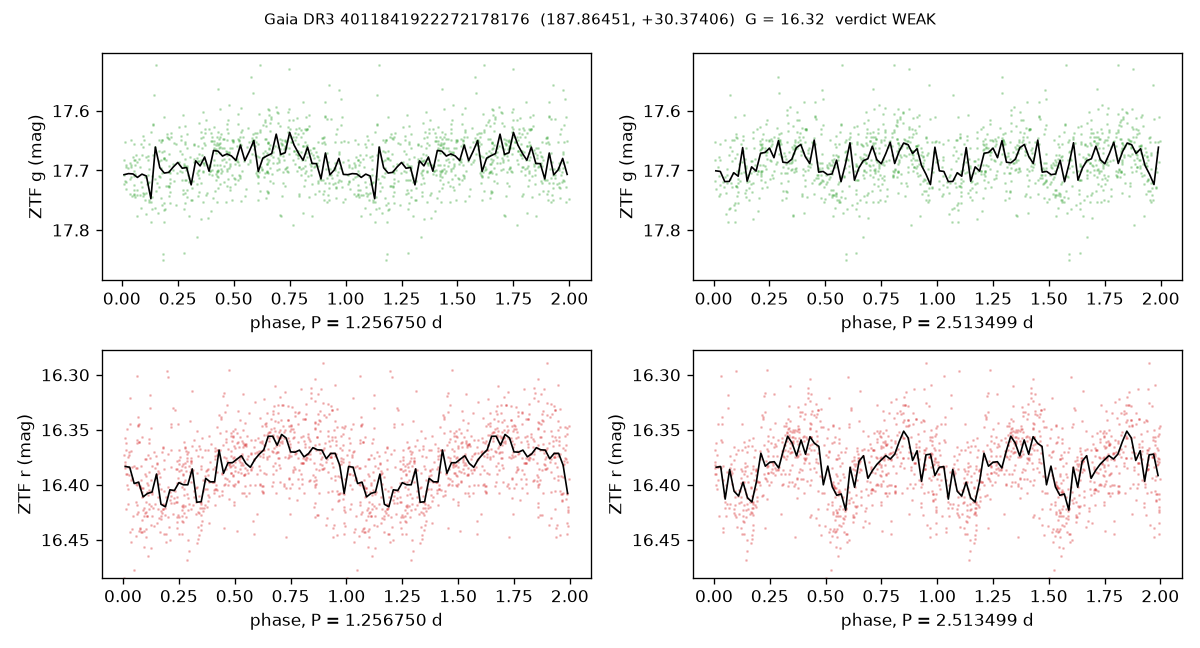 Gaia DR3 4011841922272178176  (187.86451, +30.37406)  G = 16.32  verdict WEAK
ZTF g (mag)
17.6
17.7
17.8
0.00 0.25 0.50 0.75 1.00 1.25 1.50 1.75 2.00
phase, P = 1.256750 d
ZTF g (mag)
17.6
17.7
17.8
0.00 0.25 0.50 0.75 1.00 1.25 1.50 1.75 2.00
phase, P = 2.513499 d
ZTF r (mag)
16.30
16.35
16.40
16.45
0.00 0.25 0.50 0.75 1.00 1.25 1.50 1.75 2.00
phase, P = 1.256750 d
ZTF r (mag)
16.30
16.35
16.40
16.45
0.00 0.25 0.50 0.75 1.00 1.25 1.50 1.75 2.00
phase, P = 2.513499 d